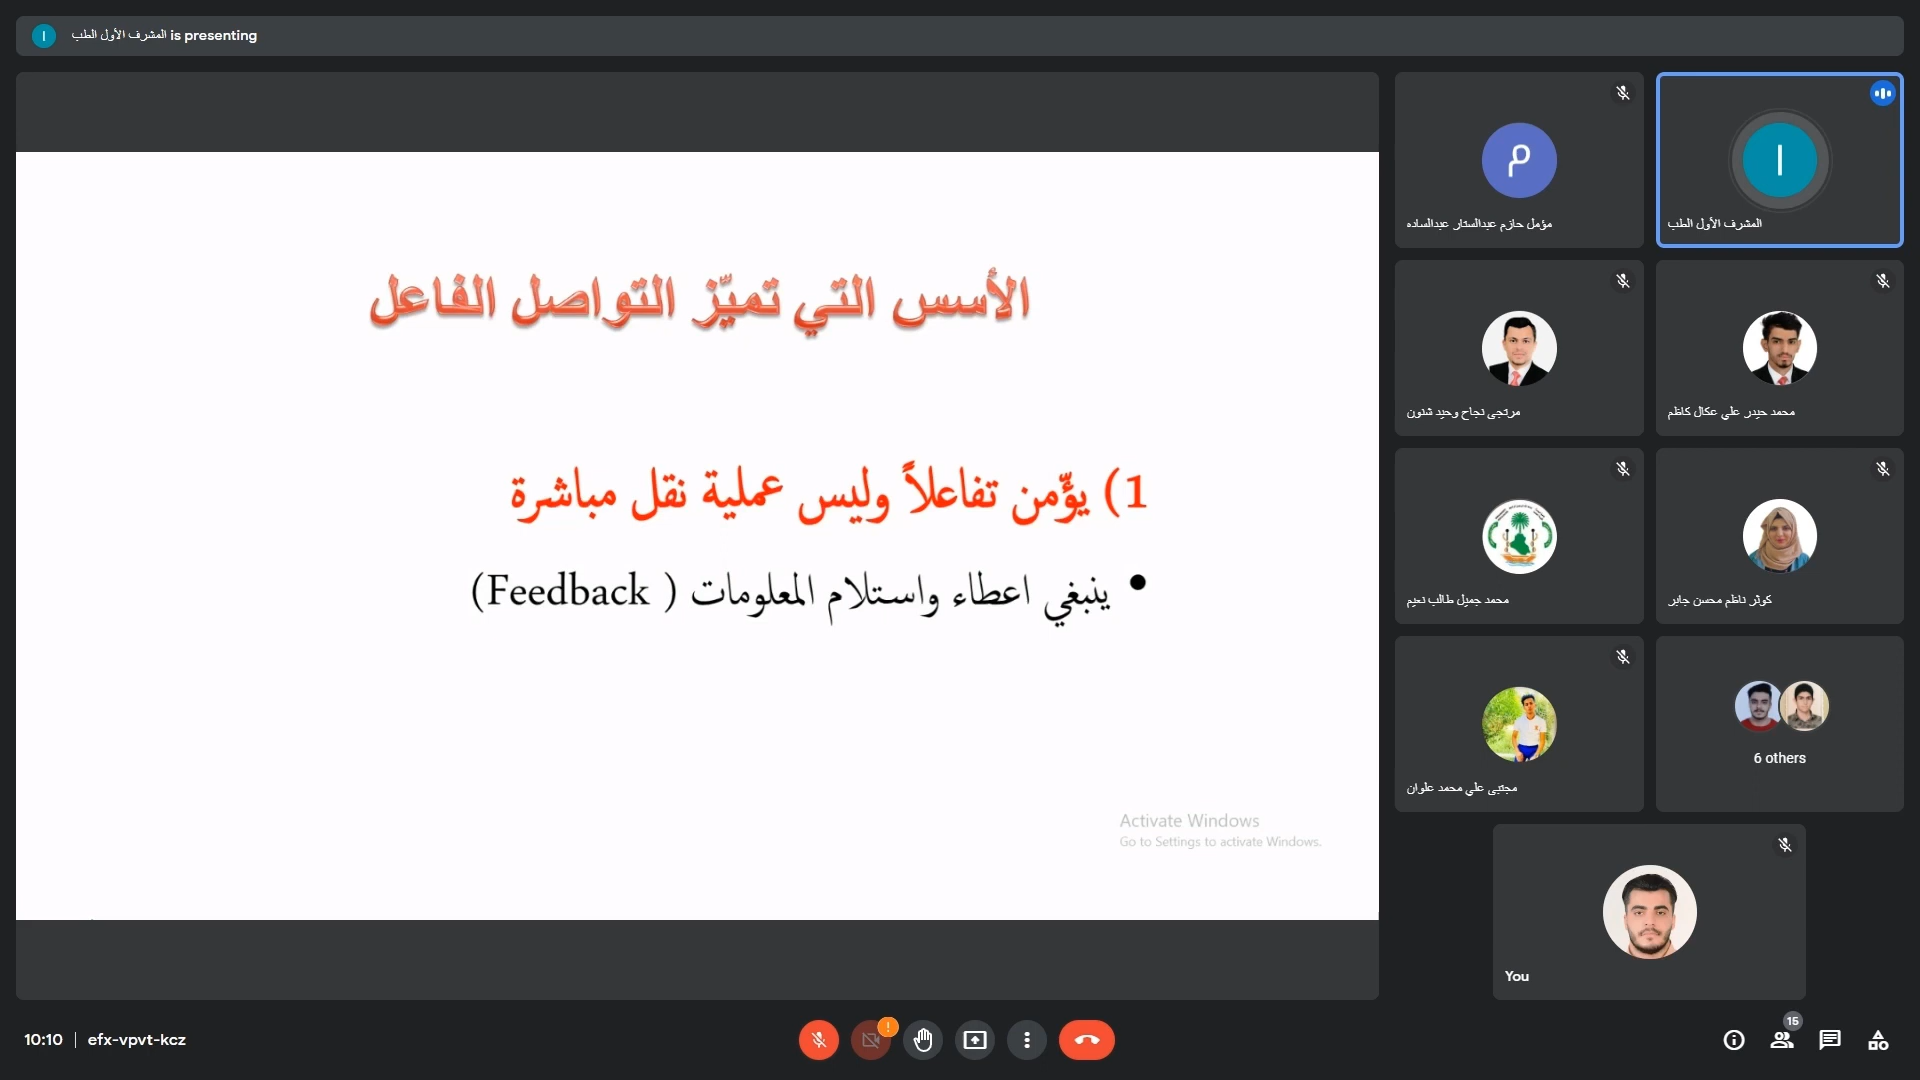 المشرف الأول الطب is presenting
الأسس التي تميّز التواصل الفاعل
1) يؤّمن تفاعلاً وليس عملية نقل مباشرة
• ينبغي اعطاء واستلام المعلومات ( Feedback)
Activate Windows
Go to Settings to activate Windows.
م
مؤمل حازم عبدالستار عبدالساده
ا
المشرف الأول الطب
مرتجى نجاح وحيد شنون
محمد حيدر علي عكال كاظم
محمد جميل طالب نعيم
كوثر ناظم محسن جابر
مجتبى علي محمد علوان
6 others
You
10:10 | efx-vpvt-kcz
15